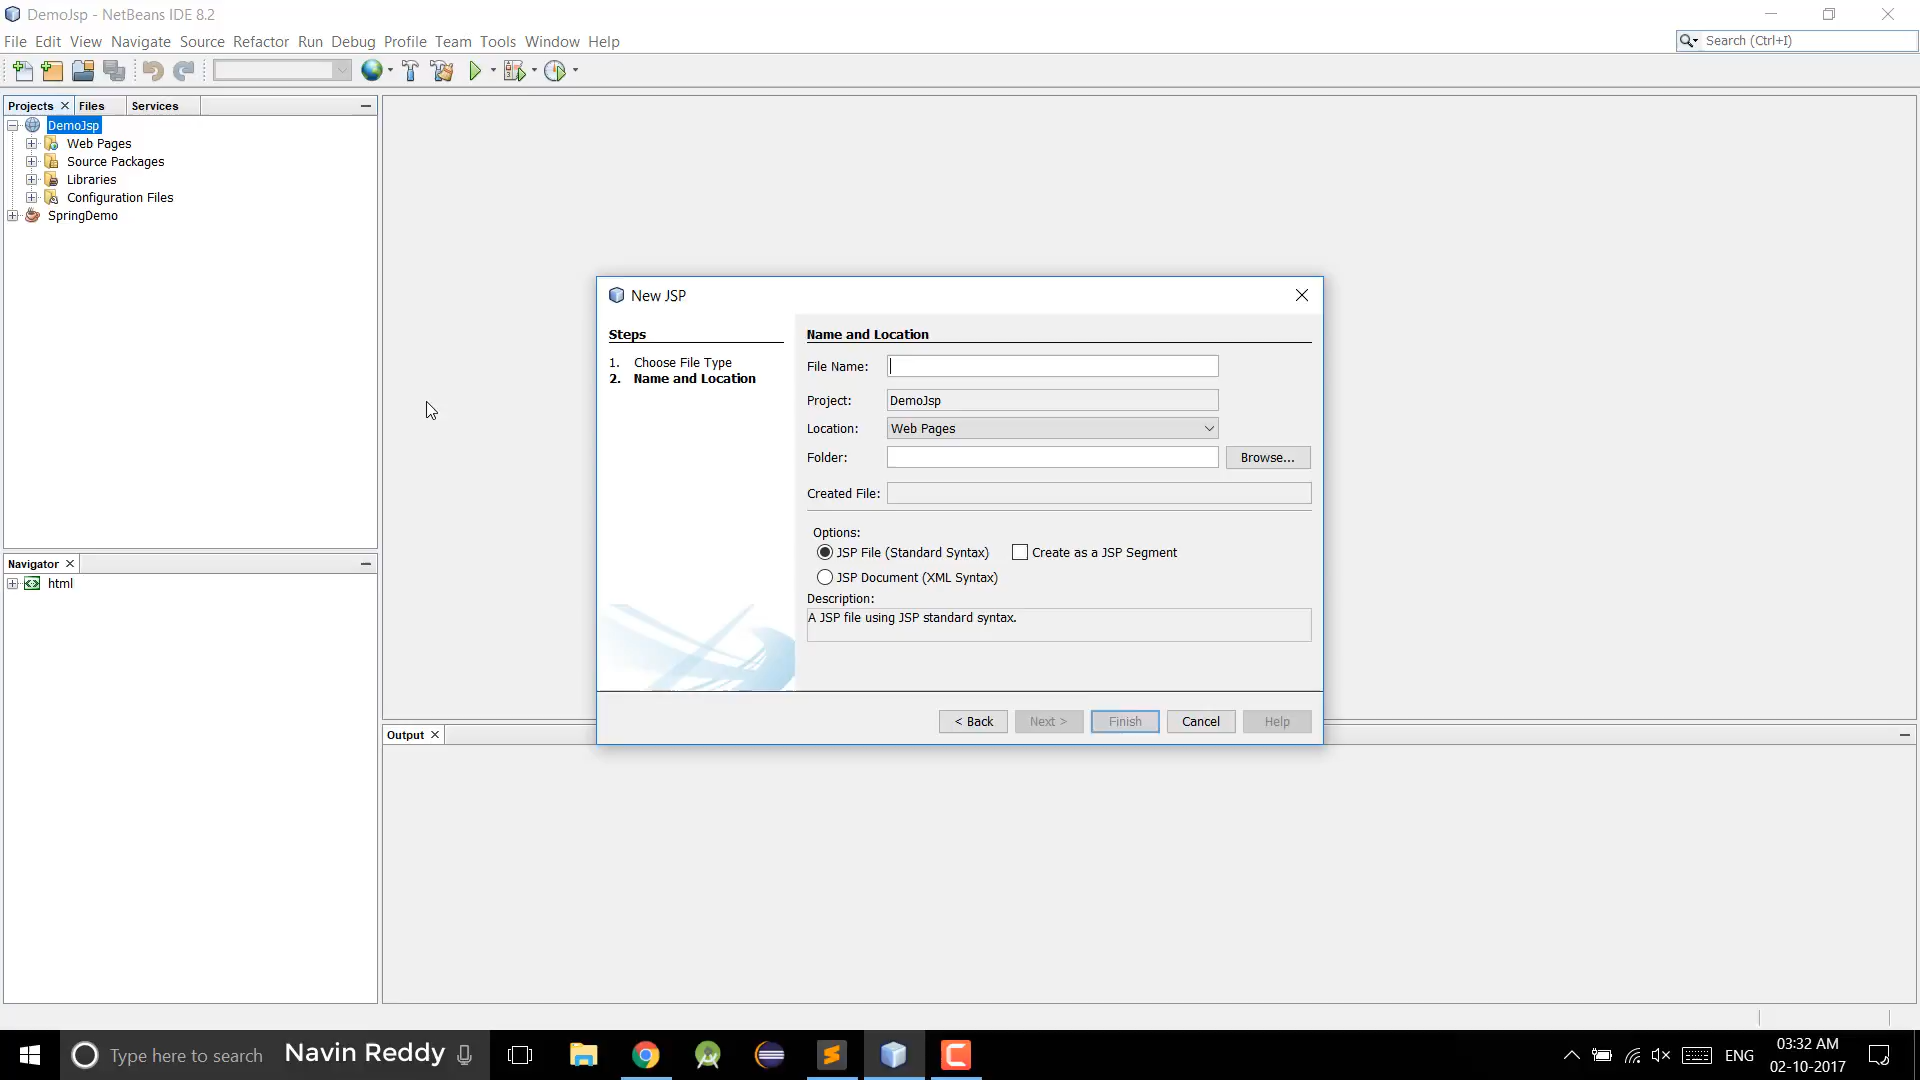 DemoJsp - NetBeans IDE 8.2
File Edit View Navigate Source Refactor Run Debug Profile Team Tools Window Help
Search (Ctrl+I)
Projects Files Services
DemoJsp
Web Pages
Source Packages
Libraries
Configuration Files
SpringDemo
New JSP
Steps
1. Choose File Type
2. Name and Location
Name and Location
File Name:
Project: DemoJsp
Location: Web Pages
Folder: Browse...
Created File:
Options:
JSP File (Standard Syntax) Create as a JSP Segment
JSP Document (XML Syntax)
Description:
A JSP file using JSP standard syntax.
< Back Next > Finish Cancel Help
Navigator
html
Output
Type here to search Navin Reddy
ENG
03:32 AM
02-10-2017